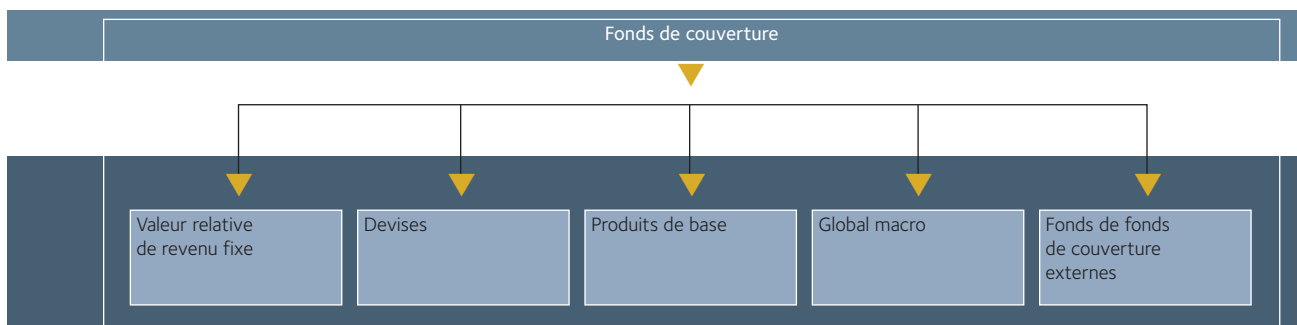 Fonds de couverture
Valeur relative
de revenu fixe
Devises
Produits de base
Global macro
Fonds de fonds
de couverture
externes